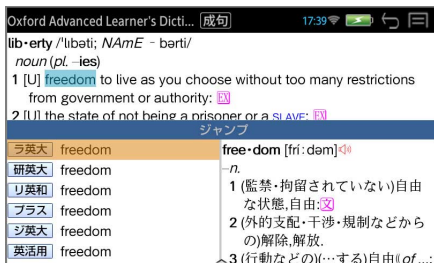 Oxford Advanced Learner's Dicti... 成句 17:39
lib·erty /ˈlɪbəti; NAmE -bərti/
noun (pl. -ies)
1 [U] freedom to live as you choose without too many restrictions
from government or authority: EX
2 [U] the state of not being a prisoner or a SLAVE: EX
ジャンプ
ラ英大 freedom
研英大 freedom
リ英和 freedom
プラス freedom
ジ英大 freedom
英活用 freedom
free·dom [fríːdəm]
—n.
1 (監禁・拘留されていない)自由
な状態,自由:文
2 (外的支配・干渉・規制などから
の)解除,解放.
3 (行動などの)(…する)自由《of ...;